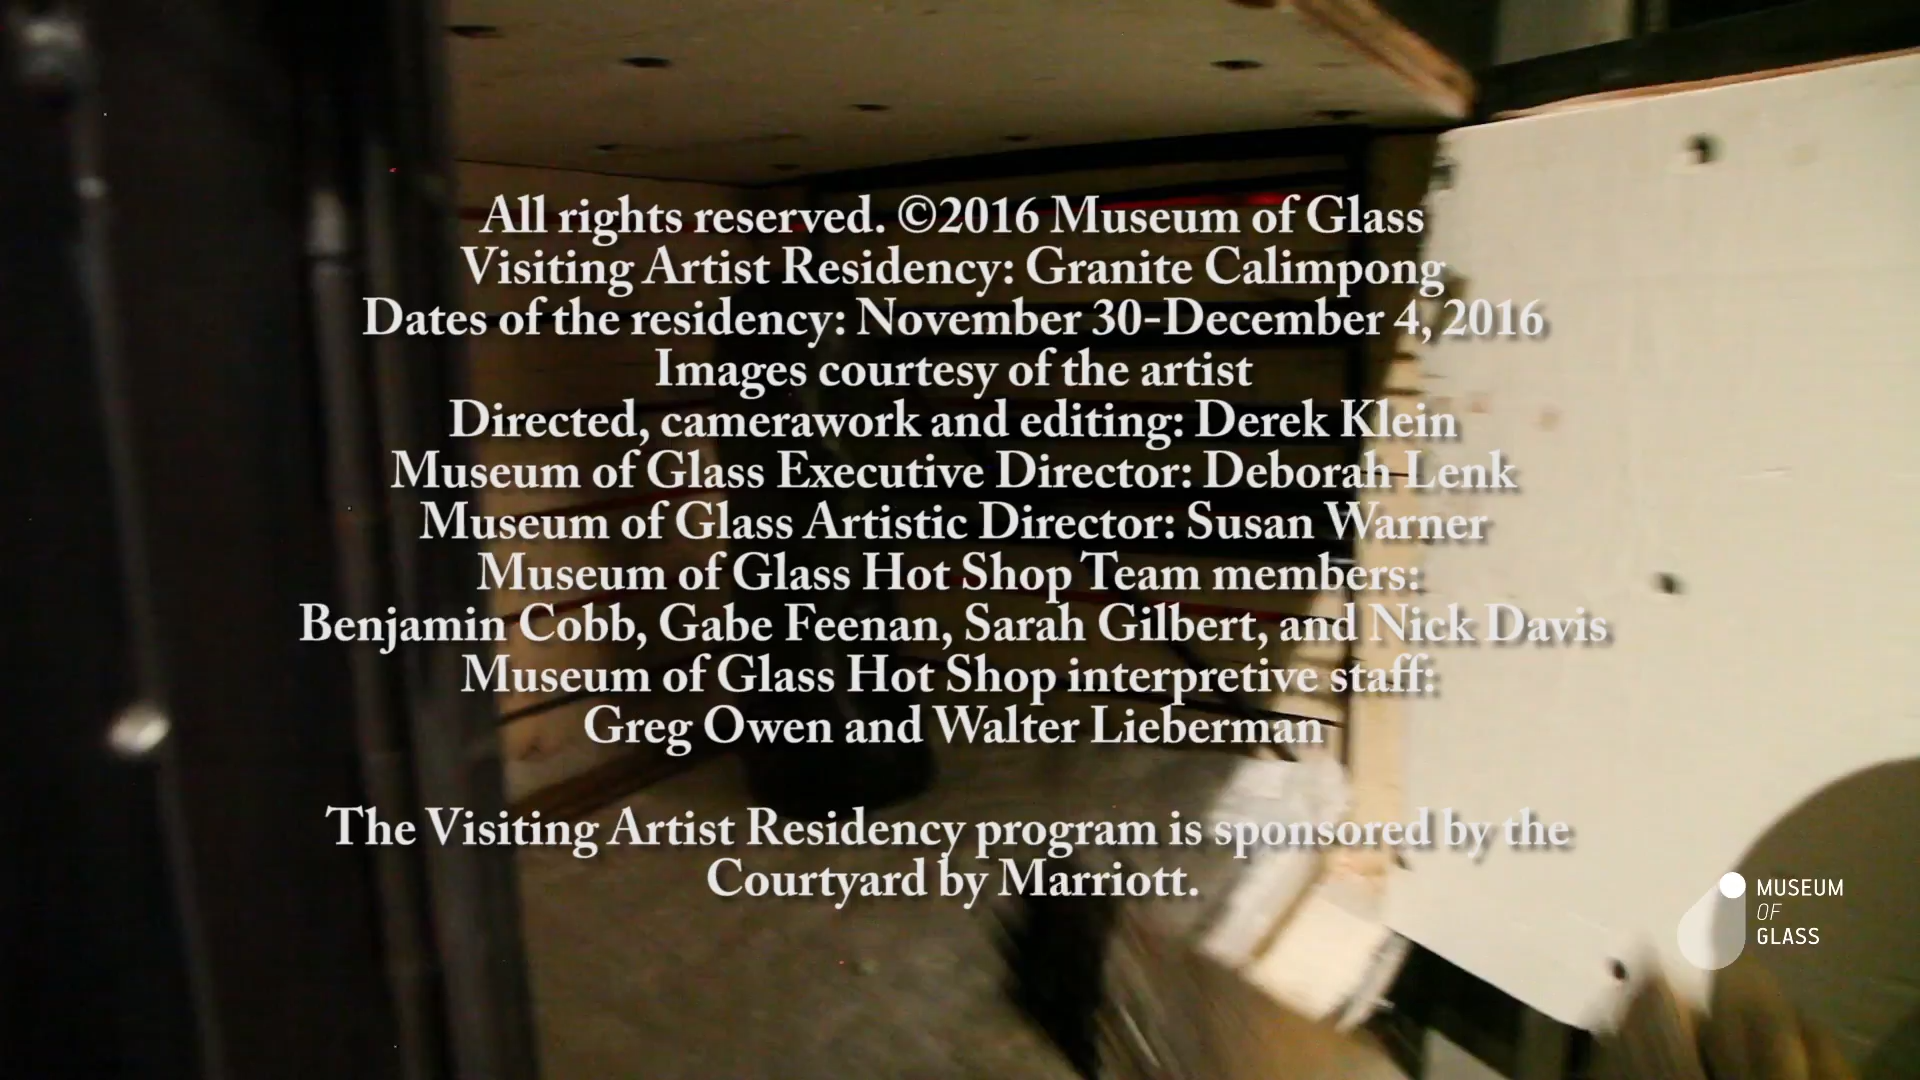 All rights reserved. ©2016 Museum of Glass
Visiting Artist Residency: Granite Calimpong
Dates of the residency: November 30-December 4, 2016
Images courtesy of the artist
Directed, camerawork and editing: Derek Klein
Museum of Glass Executive Director: Deborah Lenk
Museum of Glass Artistic Director: Susan Warner
Museum of Glass Hot Shop Team members:
Benjamin Cobb, Gabe Feenan, Sarah Gilbert, and Nick Davis
Museum of Glass Hot Shop interpretive staff:
Greg Owen and Walter Lieberman
The Visiting Artist Residency program is sponsored by the
Courtyard by Marriott.
MUSEUM
OF
GLASS